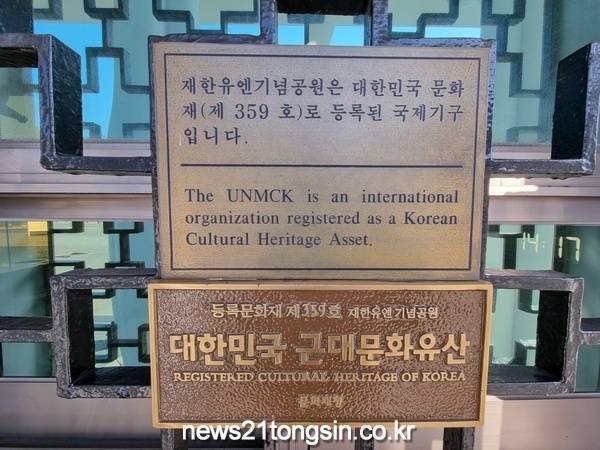 재한유엔기념공원은 대한민국 문화
재(제 359 호)로 등록된 국제기구
입니다.
The UNMCK is an international
organization registered as a Korean
Cultural Heritage Asset.
등록문화재 제359호 재한유엔기념공원
대한민국 근대문화유산
REGISTERED CULTURAL HERITAGE OF KOREA
문화재청
news21tongsin.co.kr